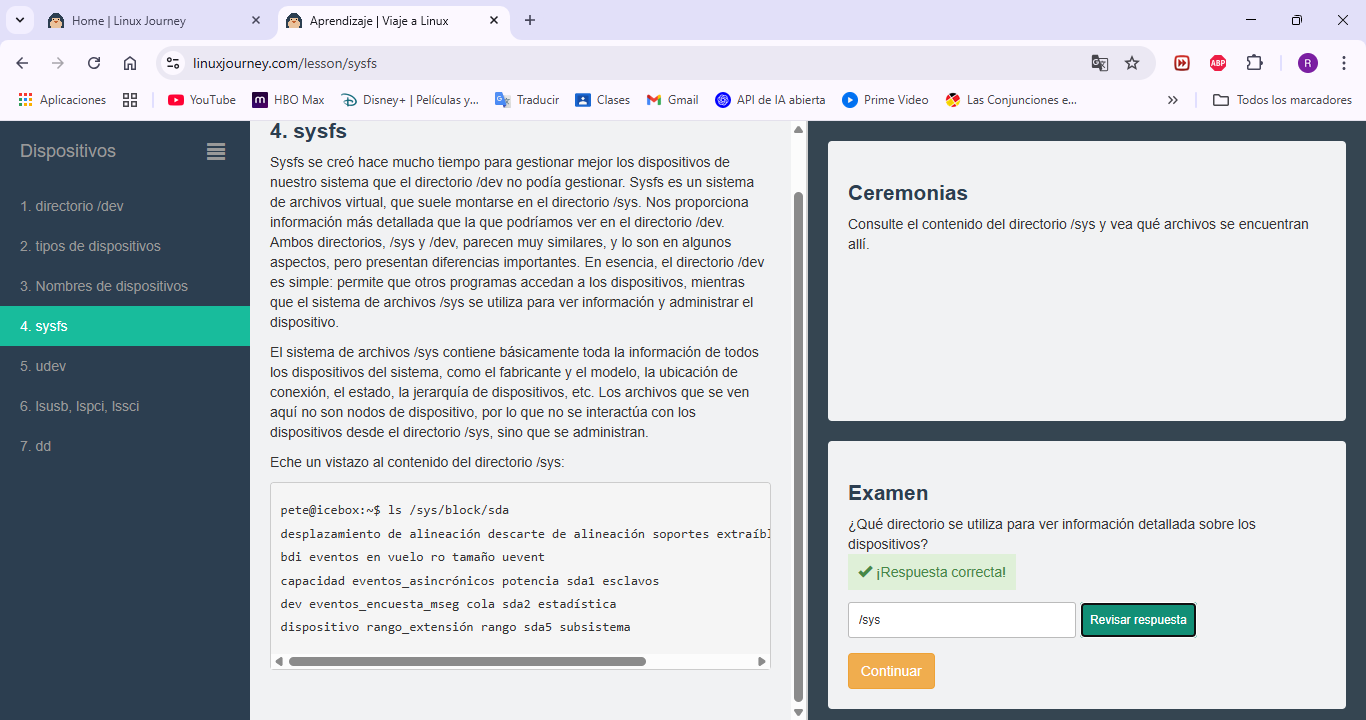 Home | Linux Journey
Aprendizaje | Viaje a Linux
linuxjourney.com/lesson/sysfs
ABP
R
Aplicaciones
YouTube
HBO Max
Disney+ | Películas y...
Traducir
Clases
Gmail
API de IA abierta
Prime Video
Las Conjunciones e...
Todos los marcadores
Dispositivos
1. directorio /dev
2. tipos de dispositivos
3. Nombres de dispositivos
4. sysfs
5. udev
6. lsusb, lspci, lssci
7. dd
4. sysfs
Sysfs se creó hace mucho tiempo para gestionar mejor los dispositivos de
nuestro sistema que el directorio /dev no podía gestionar. Sysfs es un sistema
de archivos virtual, que suele montarse en el directorio /sys. Nos proporciona
información más detallada que la que podríamos ver en el directorio /dev.
Ambos directorios, /sys y /dev, parecen muy similares, y lo son en algunos
aspectos, pero presentan diferencias importantes. En esencia, el directorio /dev
es simple: permite que otros programas accedan a los dispositivos, mientras
que el sistema de archivos /sys se utiliza para ver información y administrar el
dispositivo.
El sistema de archivos /sys contiene básicamente toda la información de todos
los dispositivos del sistema, como el fabricante y el modelo, la ubicación de
conexión, el estado, la jerarquía de dispositivos, etc. Los archivos que se ven
aquí no son nodos de dispositivo, por lo que no se interactúa con los
dispositivos desde el directorio /sys, sino que se administran.
Eche un vistazo al contenido del directorio /sys:
pete@icebox:~$ ls /sys/block/sda
desplazamiento de alineación descarte de alineación soportes extraíbl
bdi eventos en vuelo ro tamaño uevent
capacidad eventos_asincrónicos potencia sda1 esclavos
dev eventos_encuesta_mseg cola sda2 estadística
dispositivo rango_extensión rango sda5 subsistema
Ceremonias
Consulte el contenido del directorio /sys y vea qué archivos se encuentran
allí.
Examen
¿Qué directorio se utiliza para ver información detallada sobre los
dispositivos?
¡Respuesta correcta!
/sys
Revisar respuesta
Continuar